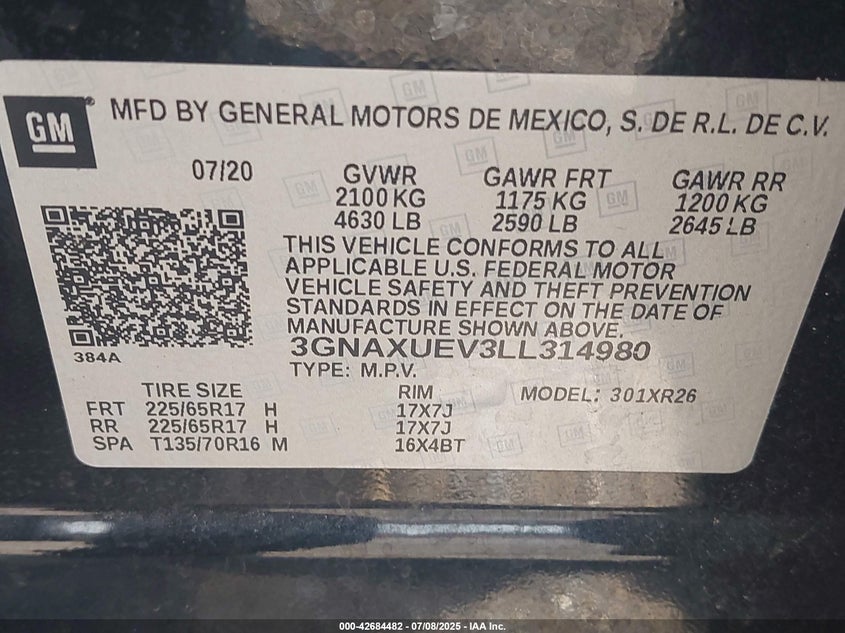 GM
MFD BY GENERAL MOTORS DE MEXICO, S. DE R.L. DE C.V.
07/20 GVWR GAWR FRT GAWR RR
2100 KG 1175 KG 1200 KG
4630 LB 2590 LB 2645 LB
THIS VEHICLE CONFORMS TO ALL
APPLICABLE U.S. FEDERAL MOTOR
VEHICLE SAFETY AND THEFT PREVENTION
STANDARDS IN EFFECT ON THE DATE OF
MANUFACTURE SHOWN ABOVE.
384A
3GNAXUEV3LL314980
TYPE: M.P.V.
TIRE SIZE RIM MODEL: 301XR26
FRT 225/65R17 H 17X7J
RR 225/65R17 H 17X7J
SPA T135/70R16 M 16X4BT
000-42684482 - 07/08/2025 - IAA Inc.